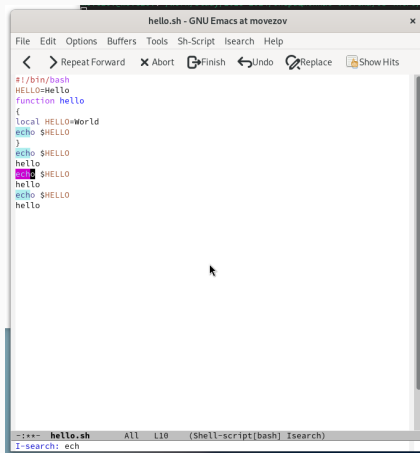 hello.sh - GNU Emacs at movezov
File Edit Options Buffers Tools Sh-Script Isearch Help
Repeat Forward Abort Finish Undo Replace Show Hits
#!/bin/bash
HELLO=Hello
function hello
{
local HELLO=World
echo $HELLO
}
echo $HELLO
hello
echo $HELLO
hello
echo $HELLO
hello
-:**- hello.sh All L10 (Shell-script[bash] Isearch)
I-search: ech